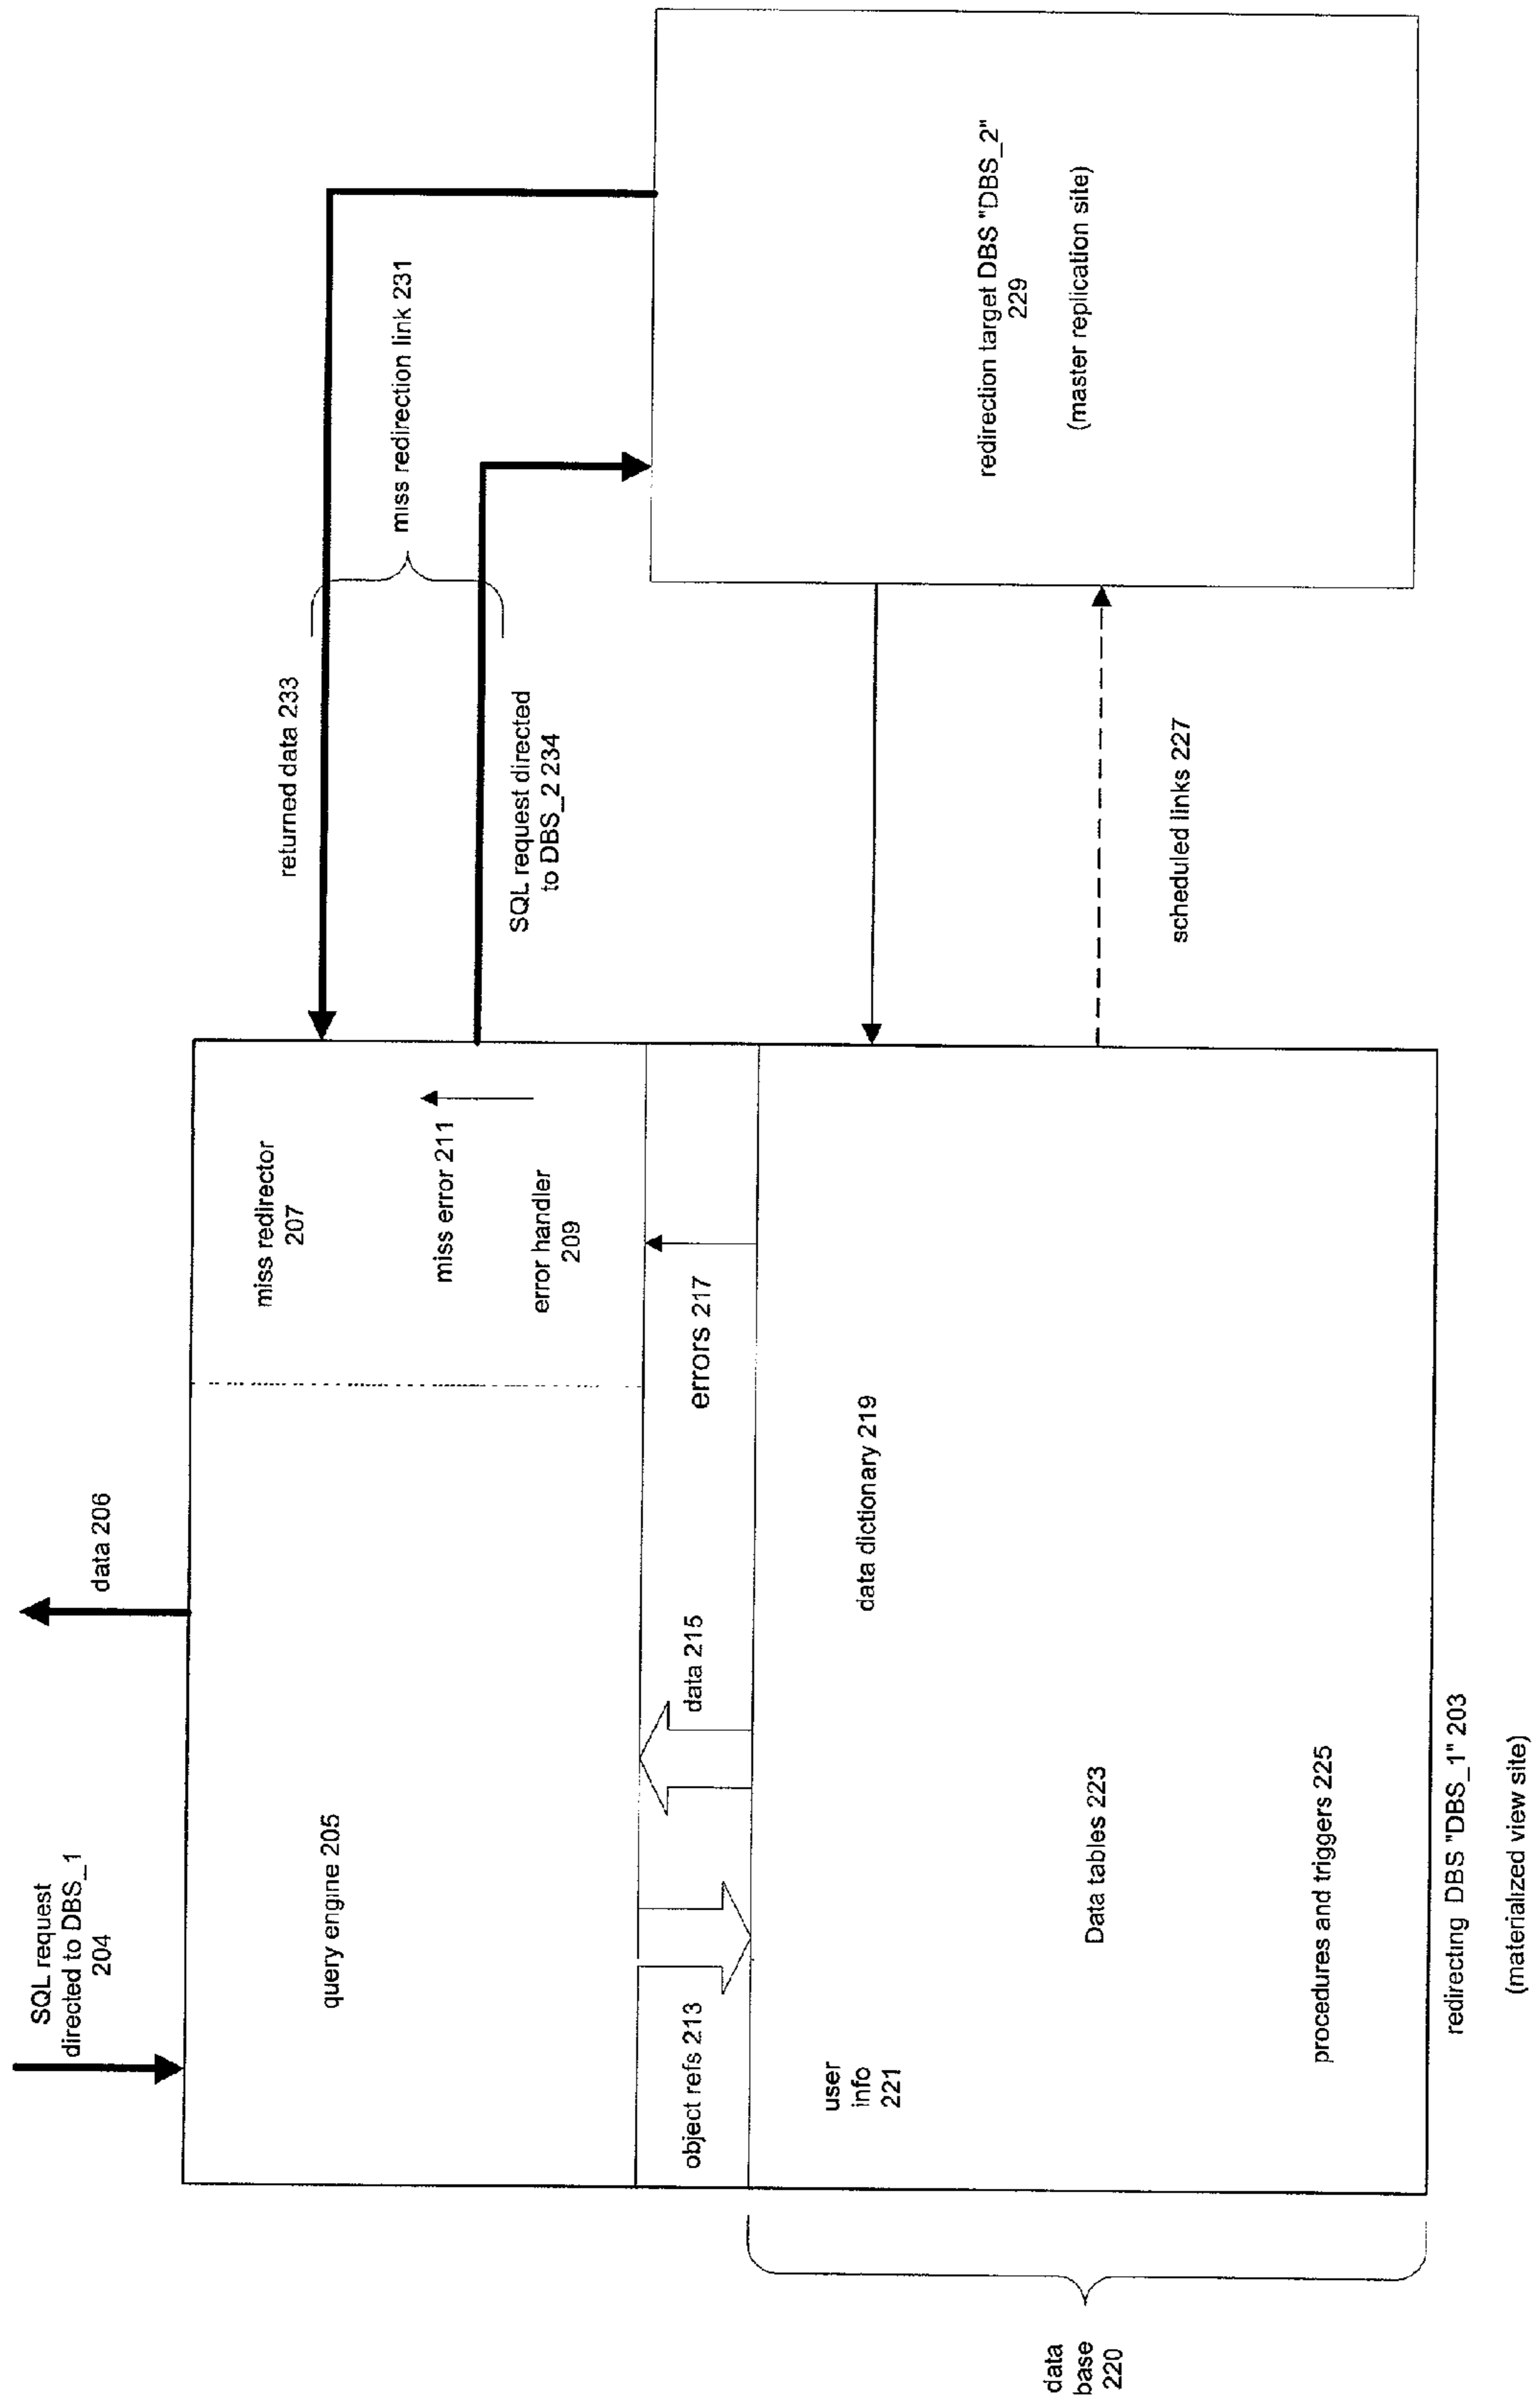 SQL request
directed to DBS_1
204
data 206
query engine 205
miss redirector
207
miss error 211
error handler
209
returned data 233
miss redirection link 231
SQL request directed
to DBS_2 234
object refs 213
data 215
errors 217
user
info
221
data dictionary 219
Data tables 223
procedures and triggers 225
scheduled links 227
redirection target DBS "DBS_2"
229
(master replication site)
data
base
220
redirecting DBS "DBS_1" 203
(materialized view site)